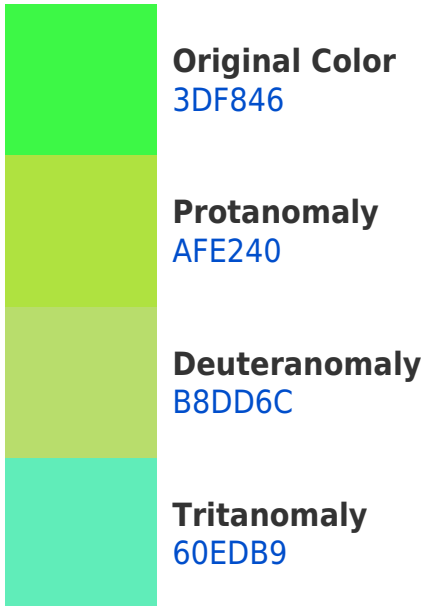 Original Color
3DF846
Protanomaly
AFE240
Deuteranomaly
B8DD6C
Tritanomaly
60EDB9